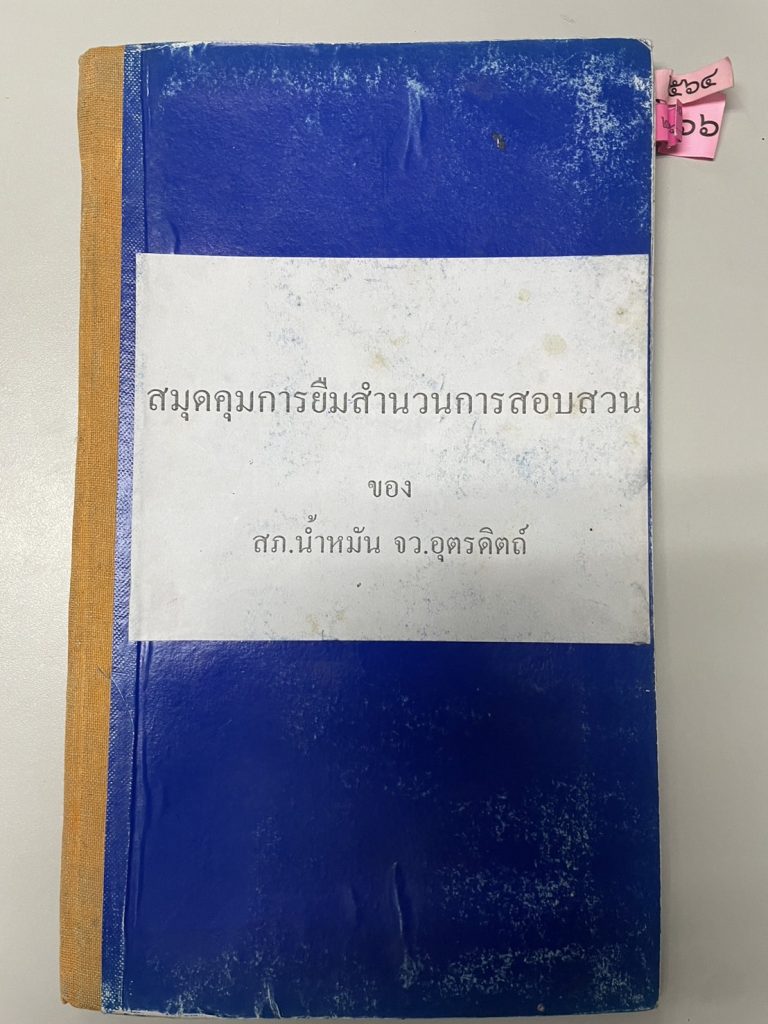 ๕๖๔
๖๖
สมุดคุมการยืมสำนวนการสอบสวน
ของ
สภ.น้ำหมัน จว.อุตรดิตถ์